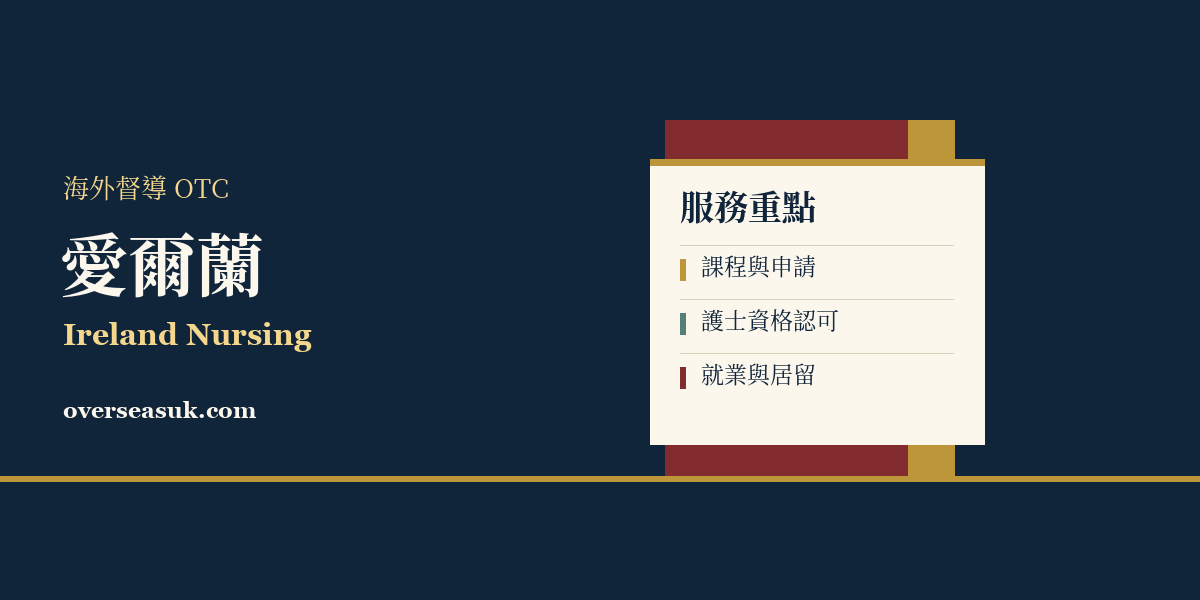 海外督導 OTC
愛爾蘭
Ireland Nursing
overseasuk.com
服務重點
課程與申請
護士資格認可
就業與居留